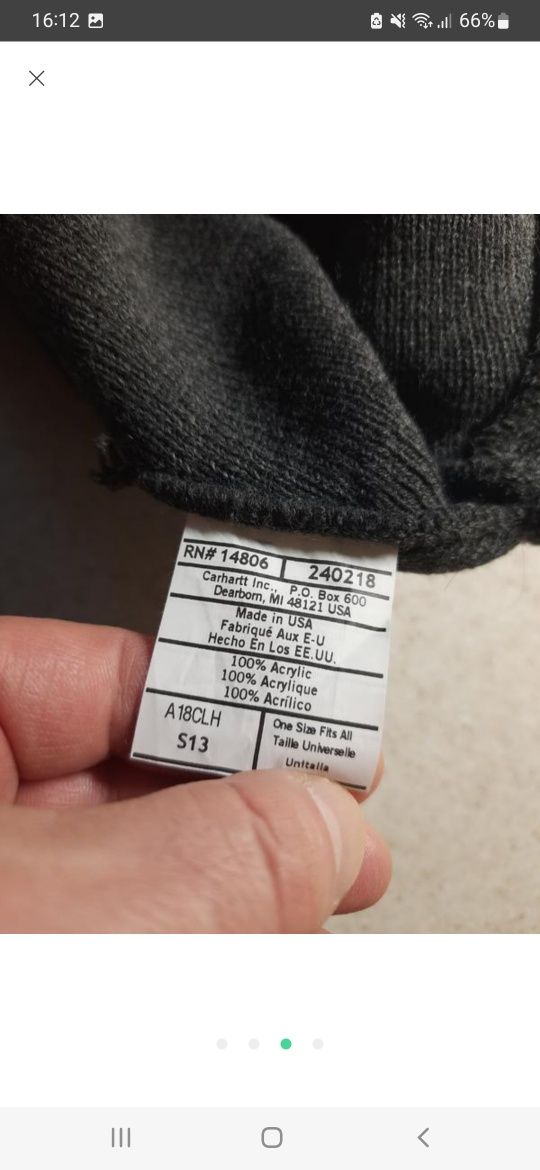 16:12 66%
RN# 14806 240218
Carhartt Inc., P.O. Box 600
Dearborn, MI 48121 USA
Made in USA
Fabriqué Aux E-U
Hecho En Los EE.UU.
100% Acrylic
100% Acrylique
100% Acrílico
A18CLH
S13
One Size Fits All
Taille Universelle
Unitalla